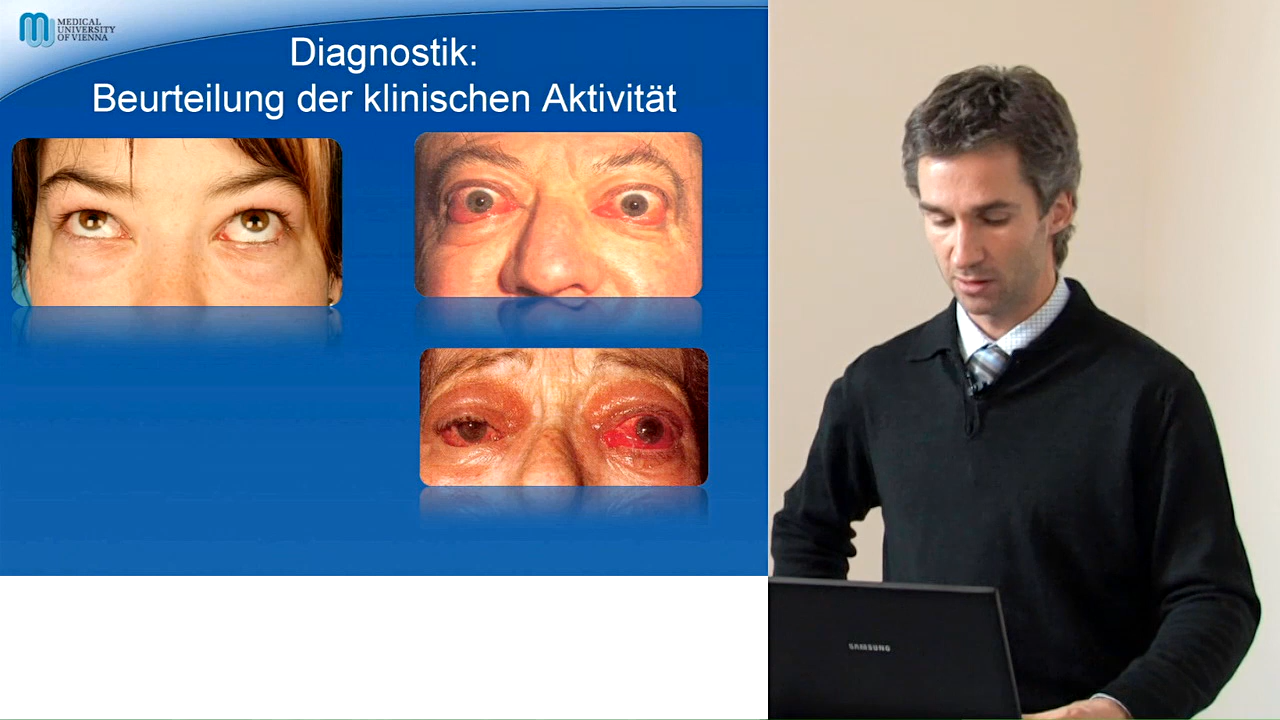 MEDICAL
UNIVERSITY
OF VIENNA
Diagnostik:
Beurteilung der klinischen Aktivität
SAMSUNG